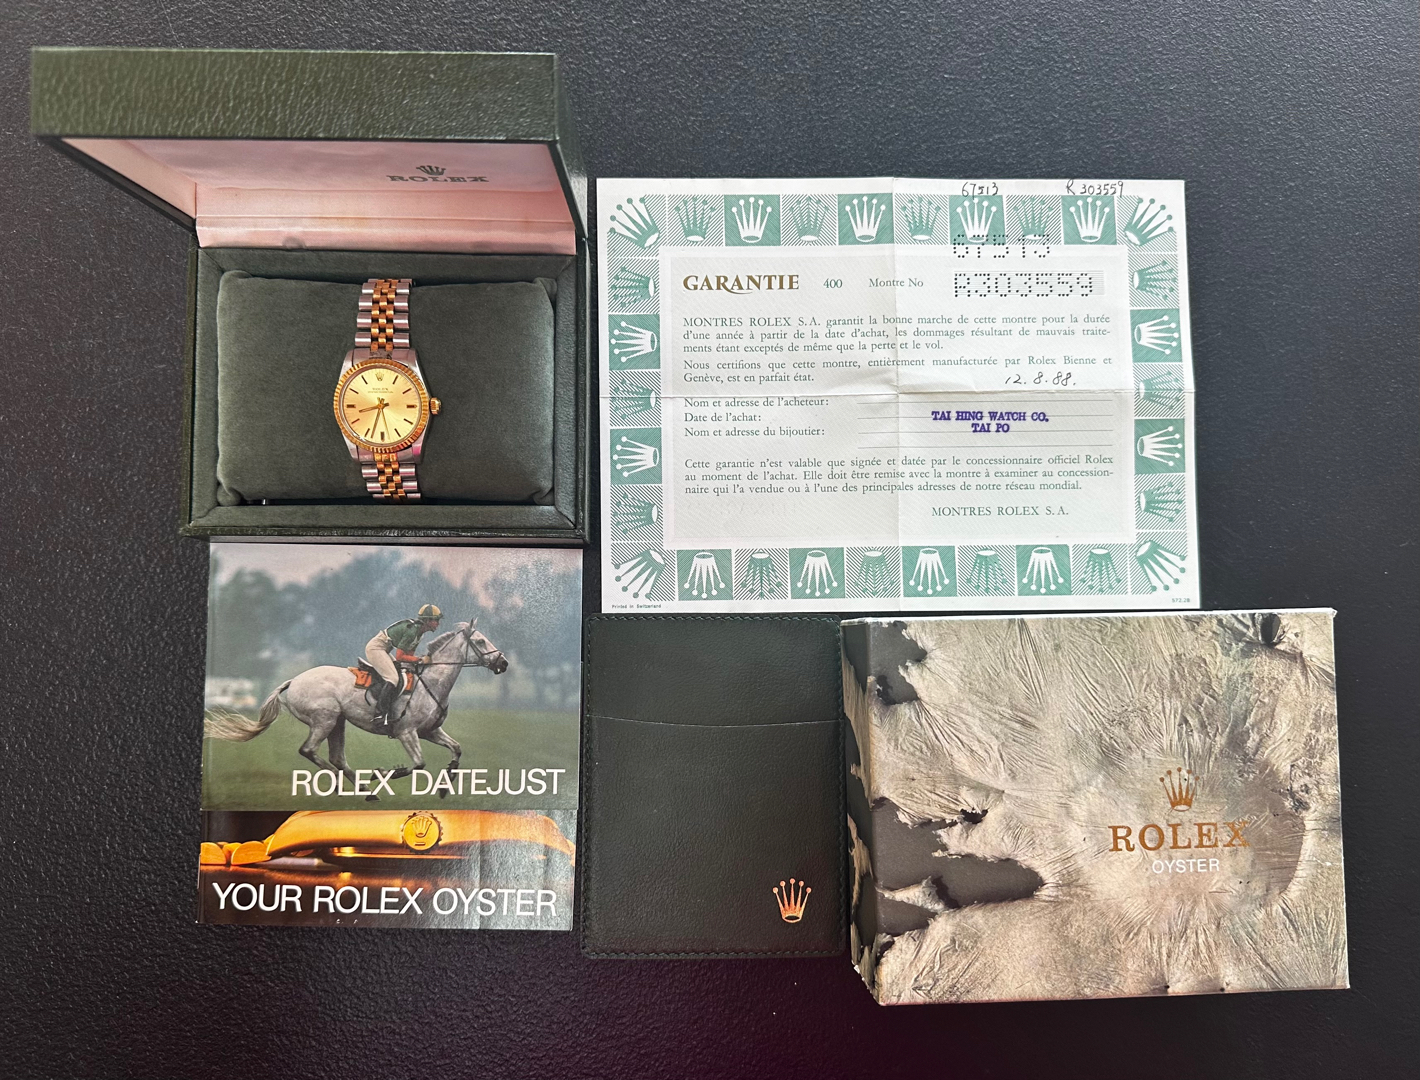 ROLEX
67513 R303559
67513
GARANTIE 400 Montre No R303559
MONTRES ROLEX S.A. garantit la bonne marche de cette montre pour la durée
d'une année à partir de la date d'achat, les dommages résultant de mauvais traite-
ments étant exceptés de même que la perte et le vol.
Nous certifions que cette montre, entièrement manufacturée par Rolex Bienne et
Genève, est en parfait état.
12.8.88.
Nom et adresse de l'acheteur:
Date de l'achat:
Nom et adresse du bijoutier:
TAI HING WATCH CO.
TAI PO
Cette garantie n'est valable que signée et datée par le concessionnaire officiel Rolex
au moment de l'achat. Elle doit être remise avec la montre à examiner au concession-
naire qui l'a vendue ou à l'une des principales adresses de notre réseau mondial.
MONTRES ROLEX S.A.
Printed in Switzerland
ROLEX DATEJUST
YOUR ROLEX OYSTER
ROLEX
OYSTER